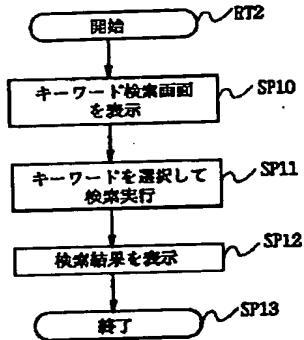 開始
RT2
キーワード検索画面
を表示
SP10
キーワードを選択して
検索実行
SP11
検索結果を表示
SP12
終了
SP13